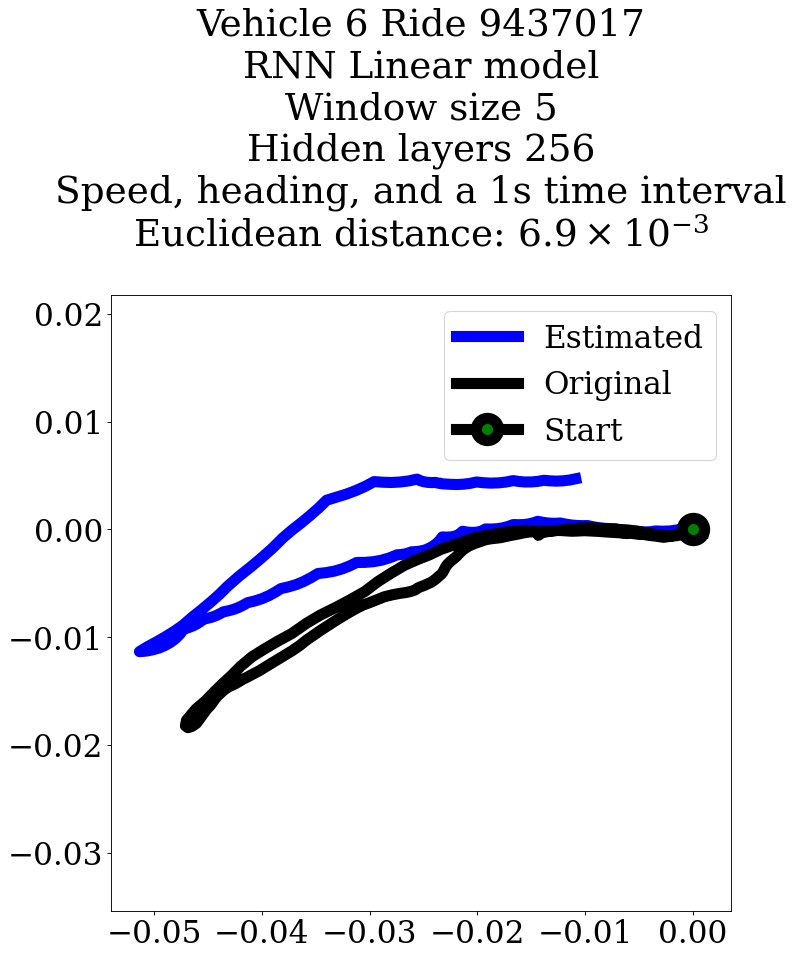 Vehicle 6 Ride 9437017
RNN Linear model
Window size 5
Hidden layers 256
Speed, heading, and a 1s time interval
Euclidean distance: 6.9 × 10⁻³
Estimated
Original
Start
0.02
0.01
0.00
−0.01
−0.02
−0.03
−0.05 −0.04 −0.03 −0.02 −0.01 0.00